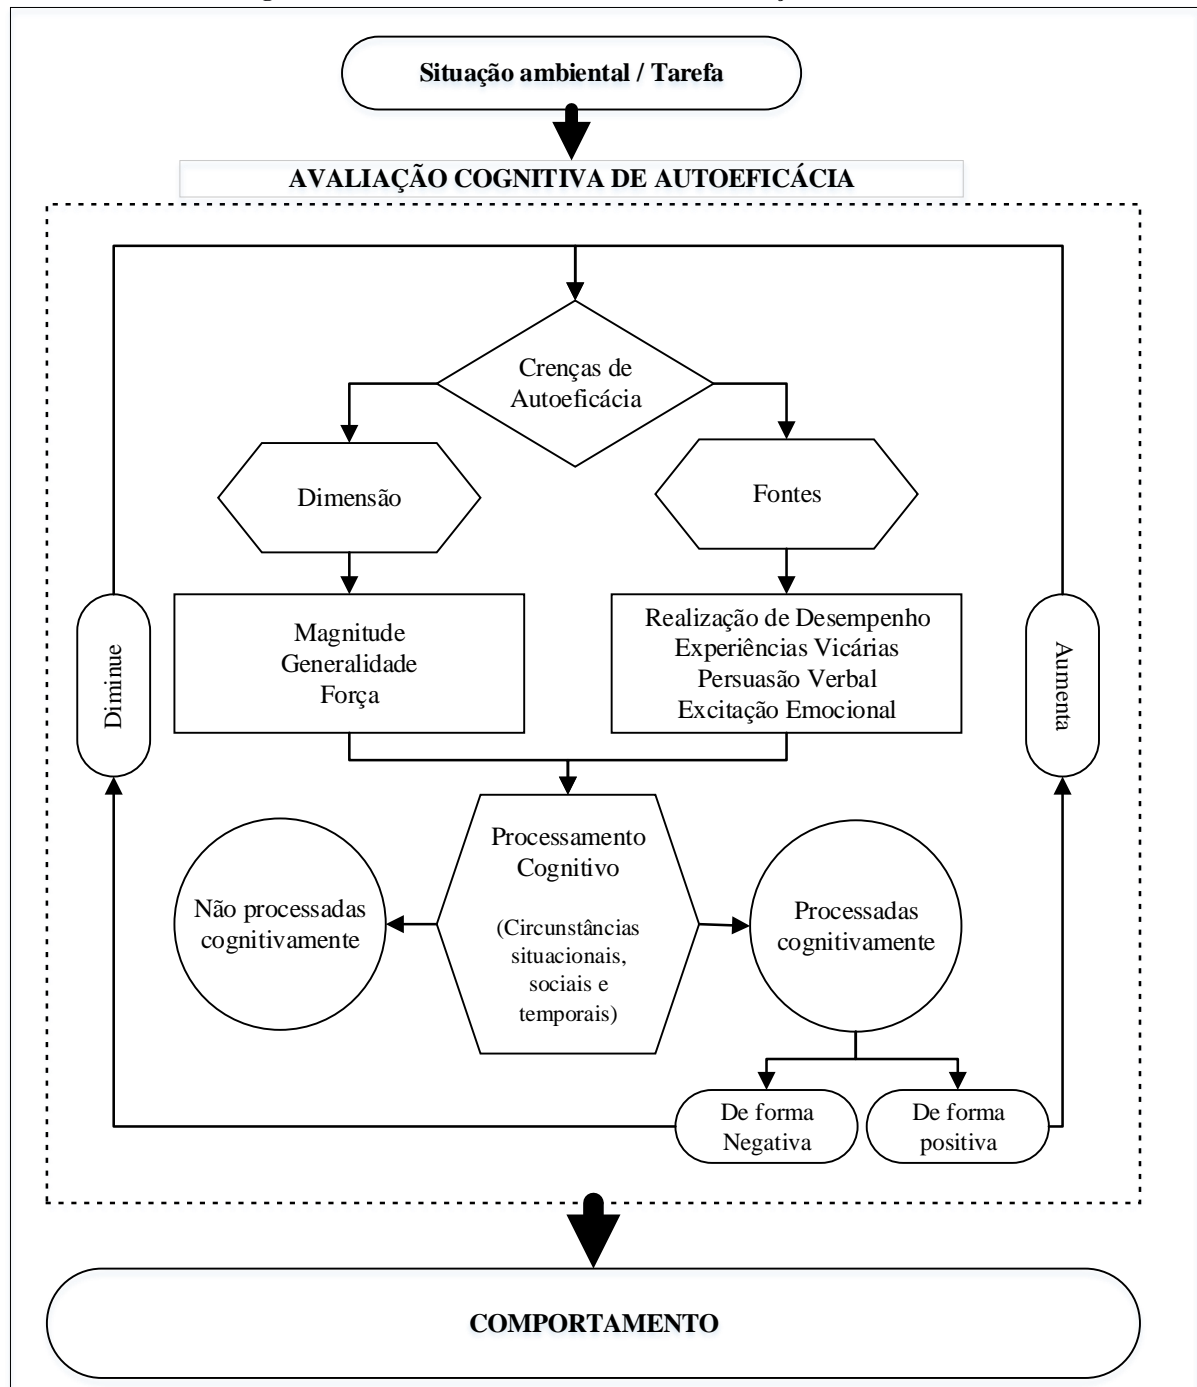 Situação ambiental / Tarefa
AVALIAÇÃO COGNITIVA DE AUTOEFICÁCIA
Crenças de
Autoeficácia
Dimensão
Fontes
Magnitude
Generalidade
Força
Realização de Desempenho
Experiências Vicárias
Persuasão Verbal
Excitação Emocional
Diminue
Aumenta
Processamento
Cognitivo
(Circunstâncias
situacionais,
sociais e
temporais)
Não processadas
cognitivamente
Processadas
cognitivamente
De forma
Negativa
De forma
positiva
COMPORTAMENTO